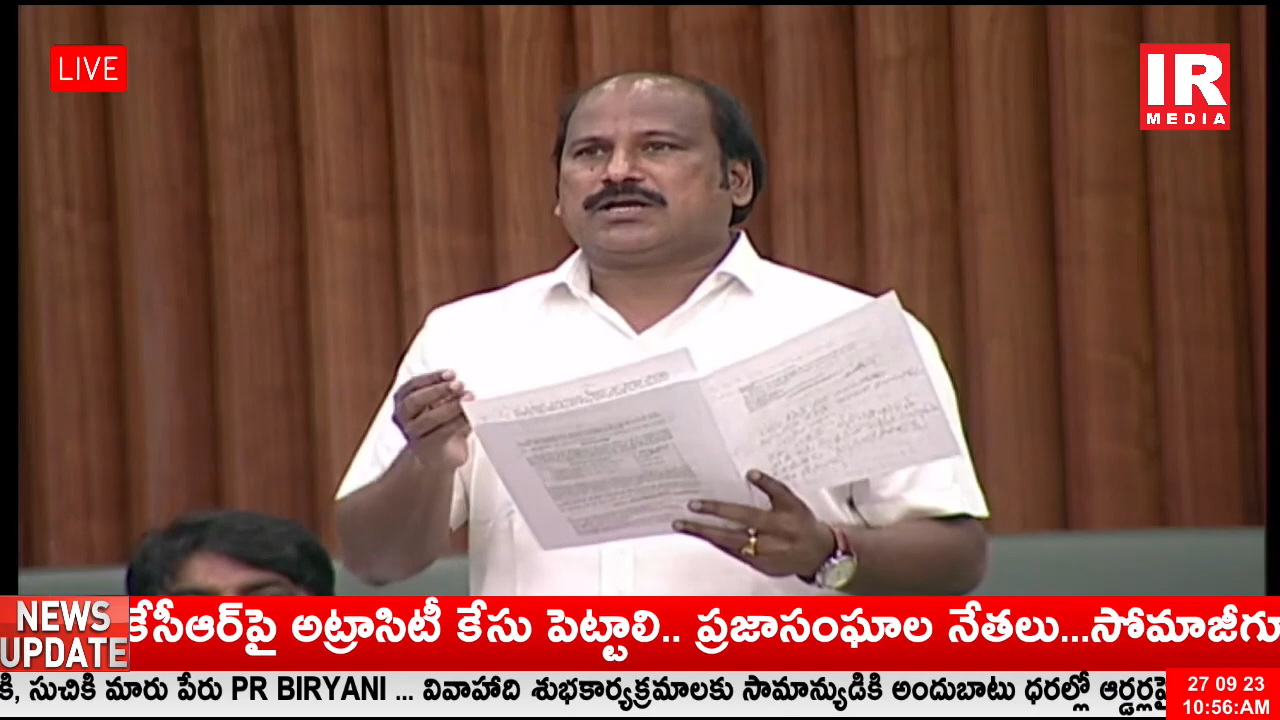 LIVE
IR
MEDIA
NEWS
UPDATE
కేసీఆర్‌పై అట్రాసిటీ కేసు పెట్టాలి.. ప్రజాసంఘాల నేతలు...సోమాజీగూ
కి, సుచికి మారు పేరు PR BIRYANI ... వివాహాది శుభకార్యక్రమాలకు సామాన్యుడికి అందుబాటు ధరల్లో ఆర్డర్లపై
27 09 23
10:56:AM